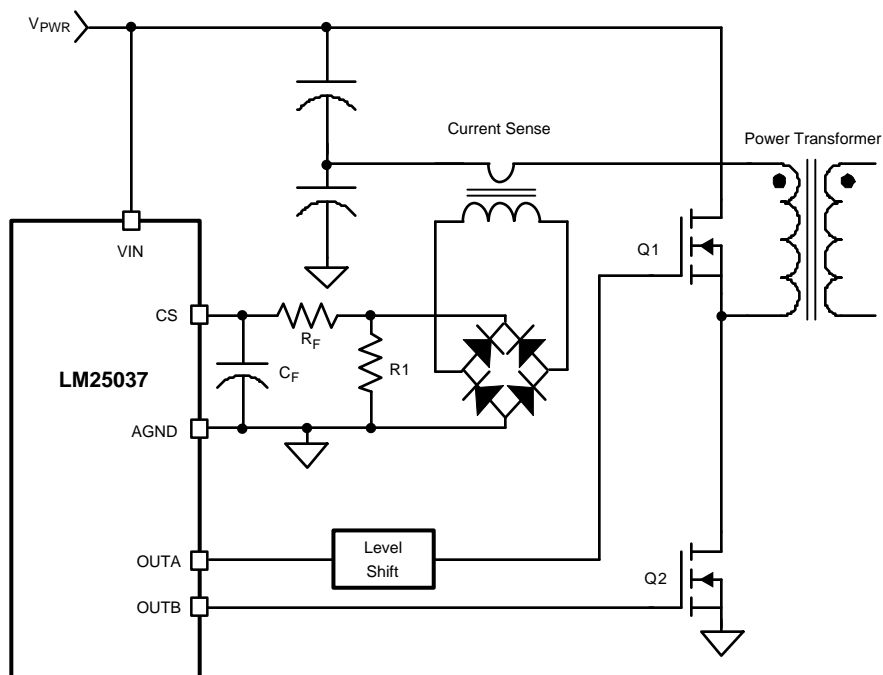 VPWR
Current Sense
Power Transformer
VIN
Q1
CS
RF
R1
CF
LM25037
AGND
OUTA
Level
Shift
Q2
OUTB